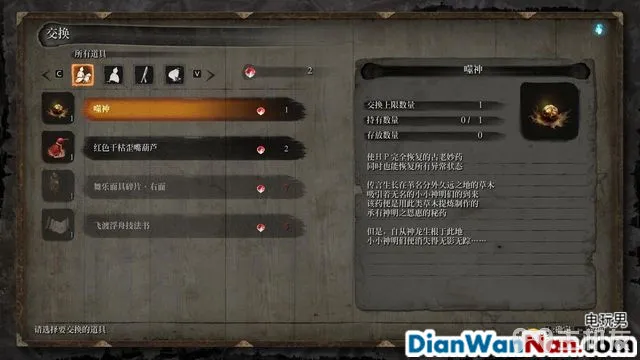 交换
所有道具
C
V
2
噬神
1
红色干枯歪嘴葫芦
2
舞乐面具碎片·右面
飞渡浮舟技法书
1
1
1
1
噬神
交换上限数量 1
持有数量 0/ 1
存放数量 0
使HP完全恢复的古老妙药
同时也能恢复所有异常状态
传言生长在苇名分外久远之地的草木
吸引着无名的小小神明们的到来
该药便是用此类草木提炼制作的
承有神明之恩惠的秘药
但是，自从神龙生根于此地
小小神明们便消失得无影无踪……
请选择要交换的道具
电玩男
DianWanNan.com